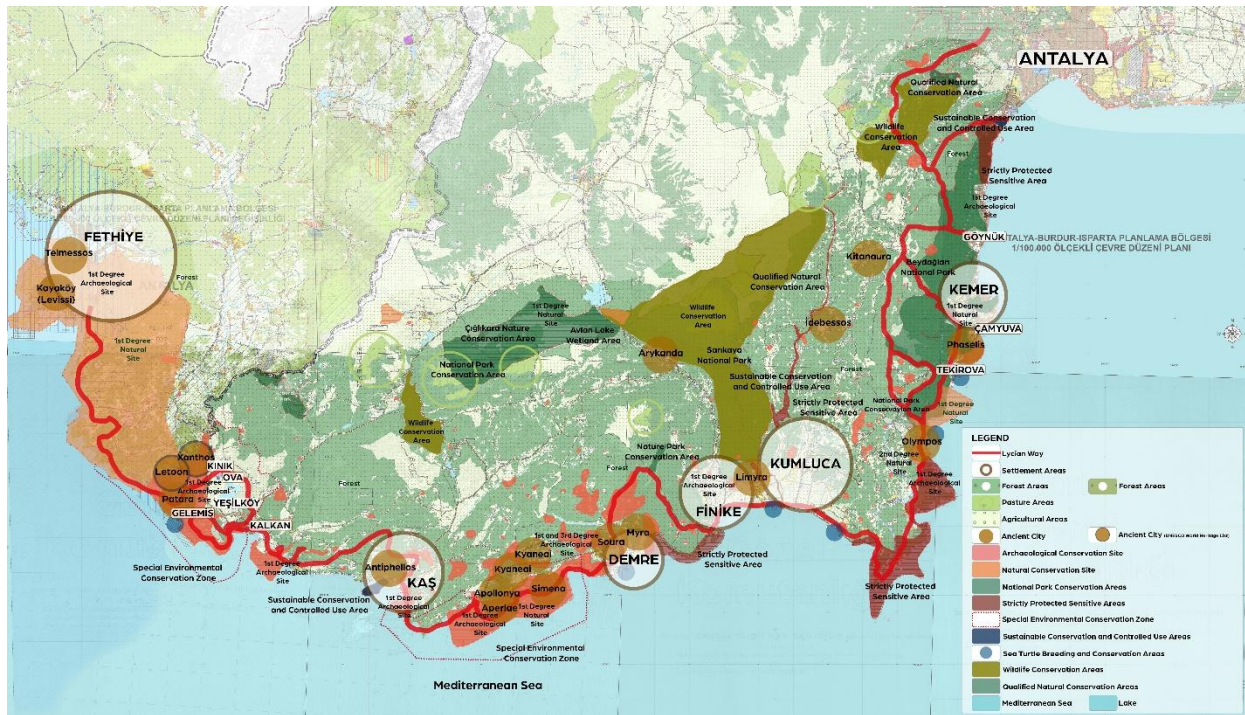 ANTALYA
Qualified Natural
Conservation Area
Sustainable Conservation
and Controlled Use Area
Wildlife
Conservation
Area
Forest
Strictly Protected
Sensitive Area
1st Degree
Archaeological
Site
GÖYNÜK
ANTALYA-BURDUR-ISPARTA PLANLAMA BÖLGESİ
1/100.000 ÖLÇEKLİ ÇEVRE DÜZENİ PLANI
FETHİYE
Telmessos
1st Degree
Archaeological
Site
Kayaköy
(Levissi)
Forest
1st Degree
Natural
Site
Kitanaura
Beydağları
National Park
KEMER
1st Degree
Natural
Site
ÇAMYUVA
Phaselis
TEKİROVA
Qualified Natural
Conservation Area
Wildlife
Conservation
Area
İdebessos
1st Degree
Natural
Site
Çığlıkara Nature
Conservation Area
Avlan Lake
Wetland Area
Arykanda
Sarıkaya
National Park
National Park
Conservation Area
Sustainable Conservation
and Controlled Use Area
Forest
Strictly Protected
Sensitive Area
National Park
Conservation Area
1st Degree
Natural
Site
Wildlife
Conservation
Area
Nature Park
Conservation Area
Olympos
2nd Degree
Natural
Site
1st Degree
Archaeological
Site
KUMLUCA
Xanthos
Letoon
KINIK
OVA
1st Degree
Archaeological
Site
Patara
YEŞİLKÖY
GELEMİŞ
KALKAN
Forest
Forest
1st Degree
Archaeological
Site
Limyra
FİNİKE
Special Environmental
Conservation Zone
1st Degree
Archaeological
Site
Antiphellos
KAŞ
1st Degree
Archaeological
Site
Sustainable Conservation
and Controlled Use Area
1st and 3rd Degree
Archaeological
Site
Kyaneai
Kyaneai
Soura
Myra
DEMRE
Strictly Protected
Sensitive Area
Strictly Protected
Sensitive Area
Apollonya
Simena
Aperlae
1st Degree
Archaeological
Site
1st Degree
Natural
Site
Special Environmental
Conservation Zone
Mediterranean Sea
LEGEND
Lycian Way
Settlement Areas
Forest Areas
Forest Areas
Pasture Areas
Agricultural Areas
Ancient City
Ancient City (UNESCO World Heritage List)
Archaeological Conservation Site
Natural Conservation Site
National Park Conservation Areas
Strictly Protected Sensitive Areas
Special Environmental Conservation Zone
Sustainable Conservation and Controlled Use Areas
Sea Turtle Breeding and Conservation Areas
Wildlife Conservation Areas
Qualified Natural Conservation Areas
Mediterranean Sea
Lake